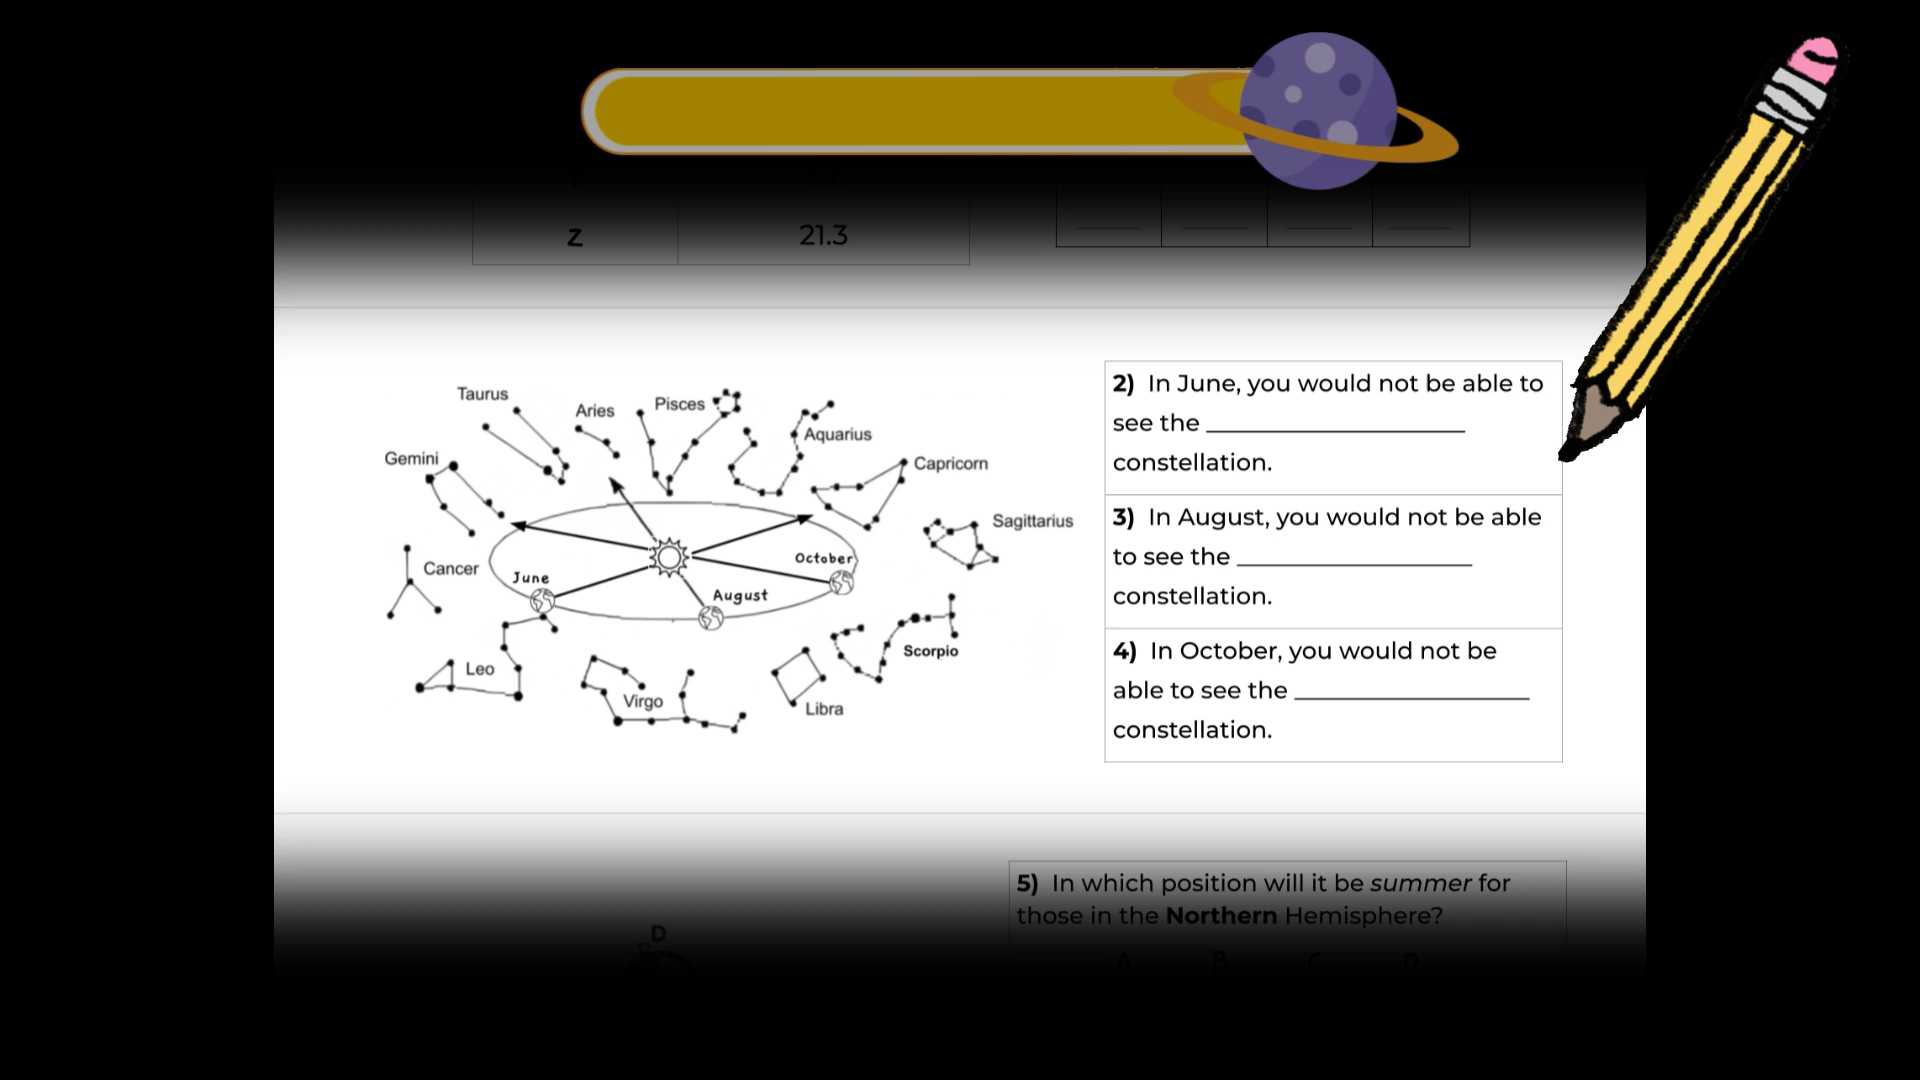 Z 21.3
Taurus
Aries
Pisces
Aquarius
Gemini
Capricorn
Sagittarius
Cancer
June
October
August
Leo
Virgo
Libra
Scorpio
2) In June, you would not be able to
see the ____________________
constellation.
3) In August, you would not be able
to see the __________________
constellation.
4) In October, you would not be
able to see the __________________
constellation.
5) In which position will it be summer for
those in the Northern Hemisphere?
A B C D
D